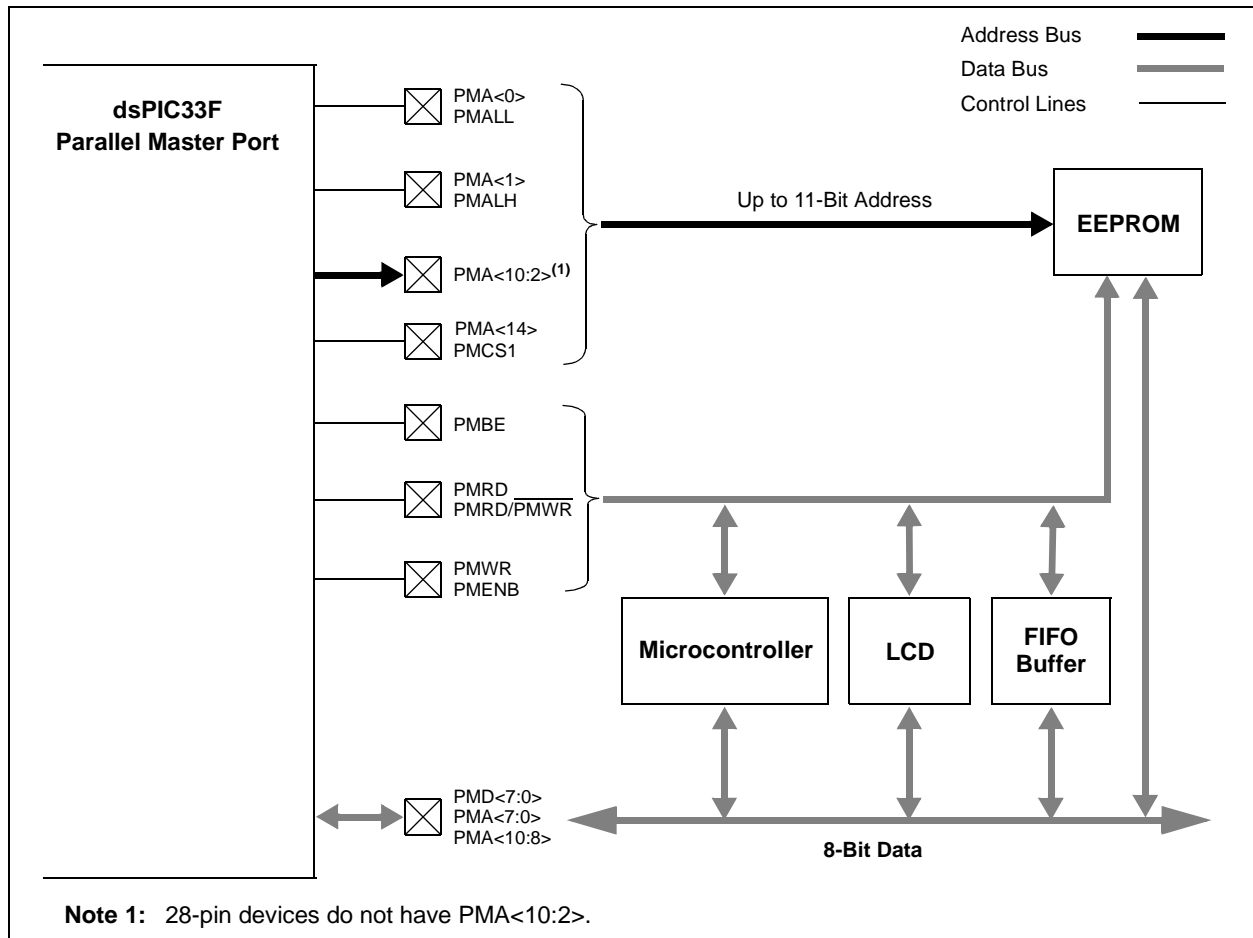 Address Bus
Data Bus
Control Lines
dsPIC33F
Parallel Master Port
PMA<0>
PMALL
PMA<1>
PMALH
PMA<10:2>(1)
PMA<14>
PMCS1
Up to 11-Bit Address
EEPROM
PMBE
PMRD
PMRD/PMWR
PMWR
PMENB
Microcontroller
LCD
FIFO
Buffer
PMD<7:0>
PMA<7:0>
PMA<10:8>
8-Bit Data
Note 1: 28-pin devices do not have PMA<10:2>.